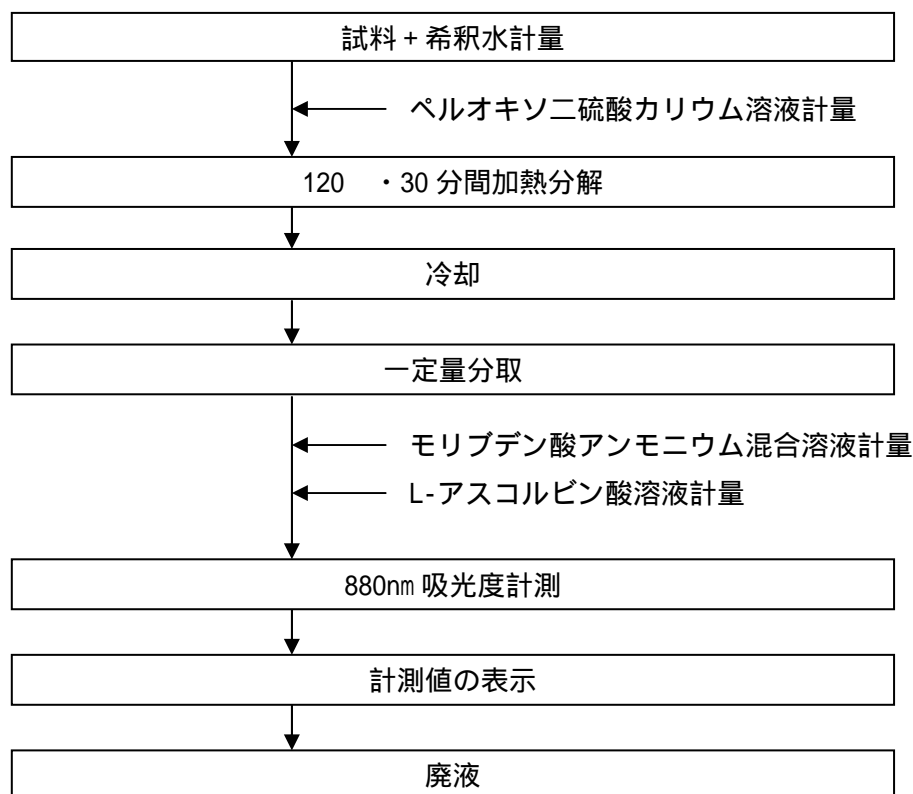 試料 + 希釈水計量
ペルオキソ二硫酸カリウム溶液計量
120　・30 分間加熱分解
冷却
一定量分取
モリブデン酸アンモニウム混合溶液計量
L-アスコルビン酸溶液計量
880nm 吸光度計測
計測値の表示
廃液